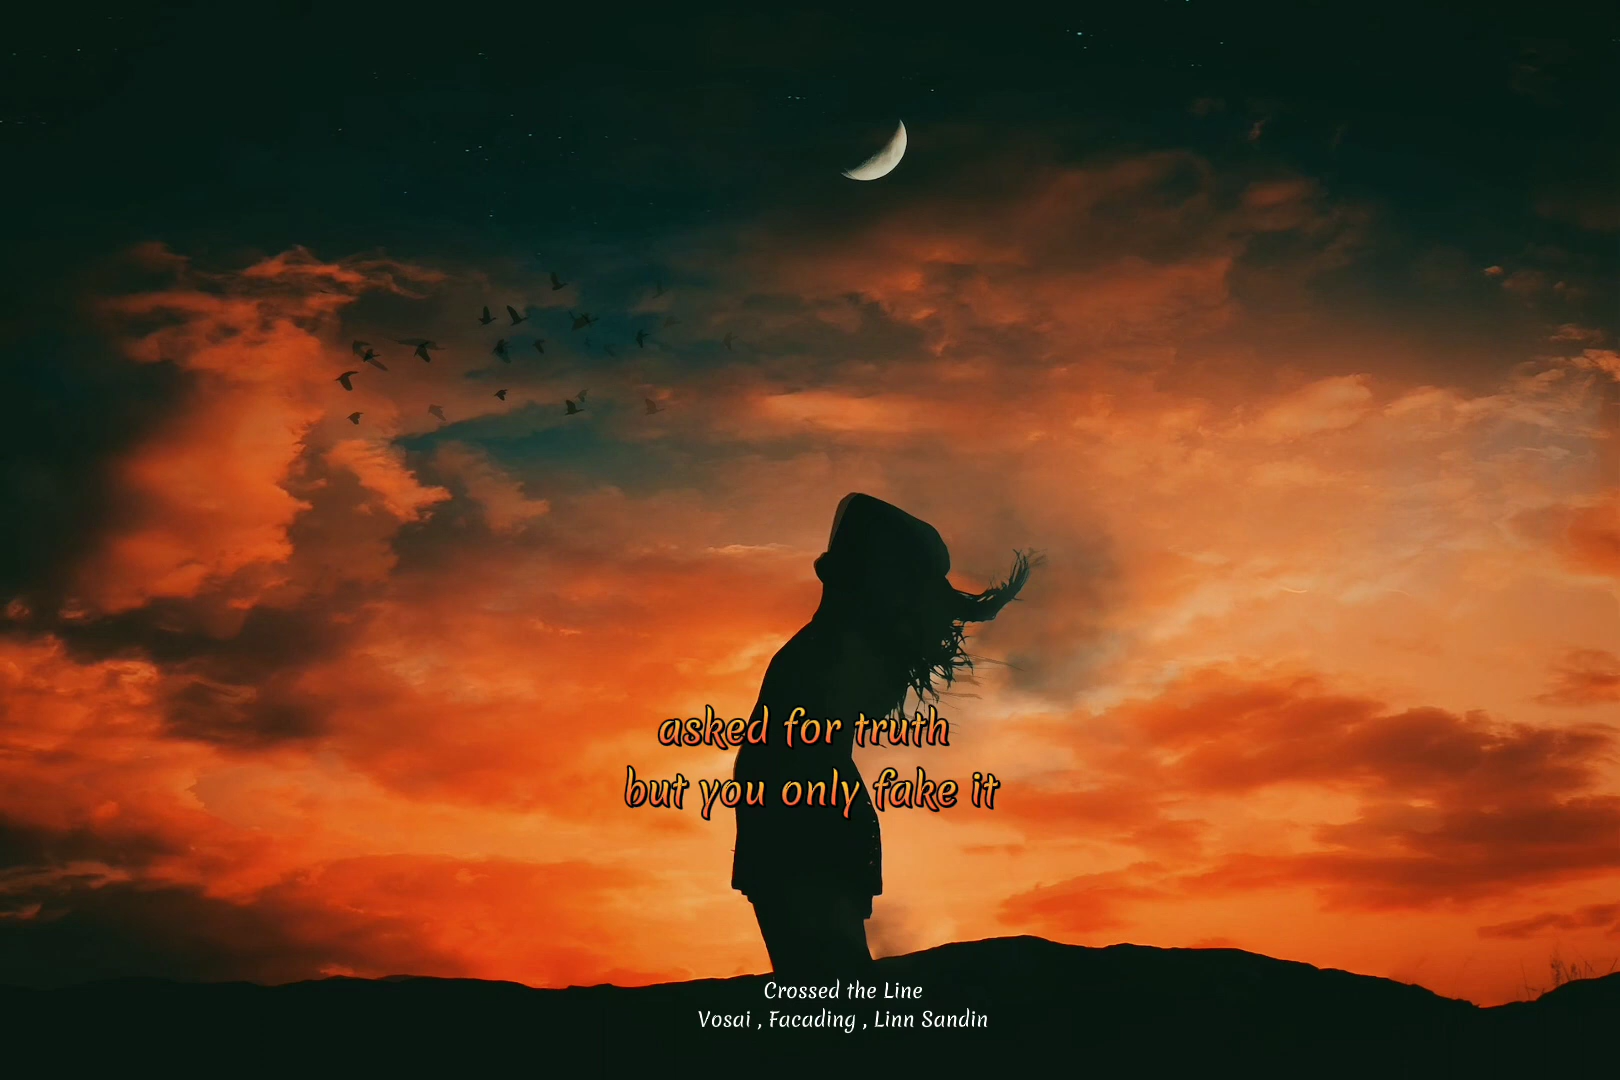 asked for truth
but you only fake it
Crossed the Line
Vosai , Facading , Linn Sandin